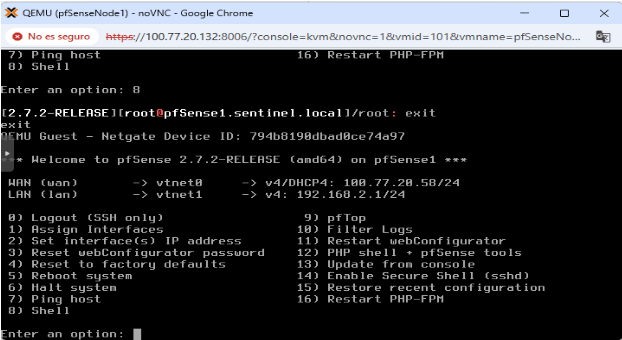 QEMU (pfSenseNode1) - noVNC - Google Chrome
No es seguro https://100.77.20.132:8006/?console=kvm&novnc=1&vmid=101&vmname=pfSenseNo...
7) Ping host 16) Restart PHP-FPM
8) Shell
Enter an option: 8
[2.7.2-RELEASE][root@pfSense1.sentinel.local]/root: exit
exit
QEMU Guest - Netgate Device ID: 794b8190dbad0ce74a97
*** Welcome to pfSense 2.7.2-RELEASE (amd64) on pfSense1 ***
WAN (wan) -> vtnet0 -> v4/DHCP4: 100.77.20.58/24
LAN (lan) -> vtnet1 -> v4: 192.168.2.1/24
0) Logout (SSH only) 9) pfTop
1) Assign Interfaces 10) Filter Logs
2) Set interface(s) IP address 11) Restart webConfigurator
3) Reset webConfigurator password 12) PHP shell + pfSense tools
4) Reset to factory defaults 13) Update from console
5) Reboot system 14) Enable Secure Shell (sshd)
6) Halt system 15) Restore recent configuration
7) Ping host 16) Restart PHP-FPM
8) Shell
Enter an option: